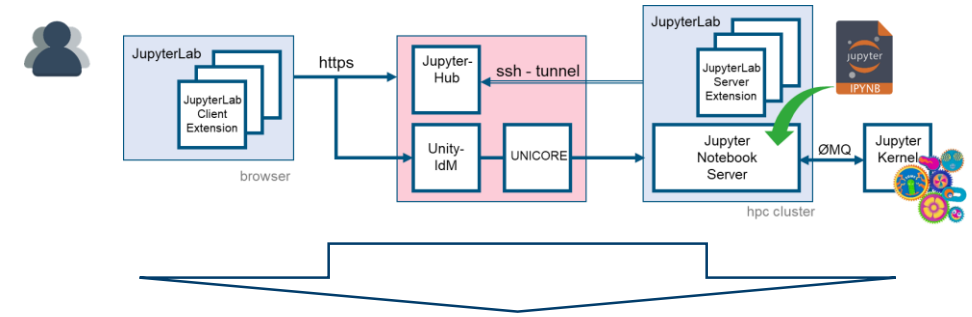 JupyterLab
JupyterLab
Client
Extension
browser
https
Jupyter-
Hub
Unity-
IdM
UNICORE
ssh - tunnel
JupyterLab
JupyterLab
Server
Extension
Jupyter
Notebook
Server
hpc cluster
ØMQ
Jupyter
Kernel
jupyter
IPYNB